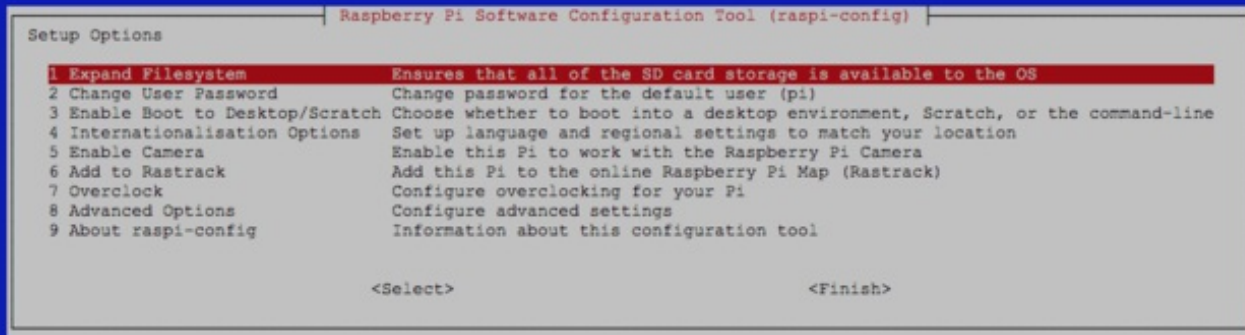 Raspberry Pi Software Configuration Tool (raspi-config)
Setup Options
1 Expand Filesystem Ensures that all of the SD card storage is available to the OS
2 Change User Password Change password for the default user (pi)
3 Enable Boot to Desktop/Scratch Choose whether to boot into a desktop environment, Scratch, or the command-line
4 Internationalisation Options Set up language and regional settings to match your location
5 Enable Camera Enable this Pi to work with the Raspberry Pi Camera
6 Add to Rastrack Add this Pi to the online Raspberry Pi Map (Rastrack)
7 Overclock Configure overclocking for your Pi
8 Advanced Options Configure advanced settings
9 About raspi-config Information about this configuration tool
<Select> <Finish>